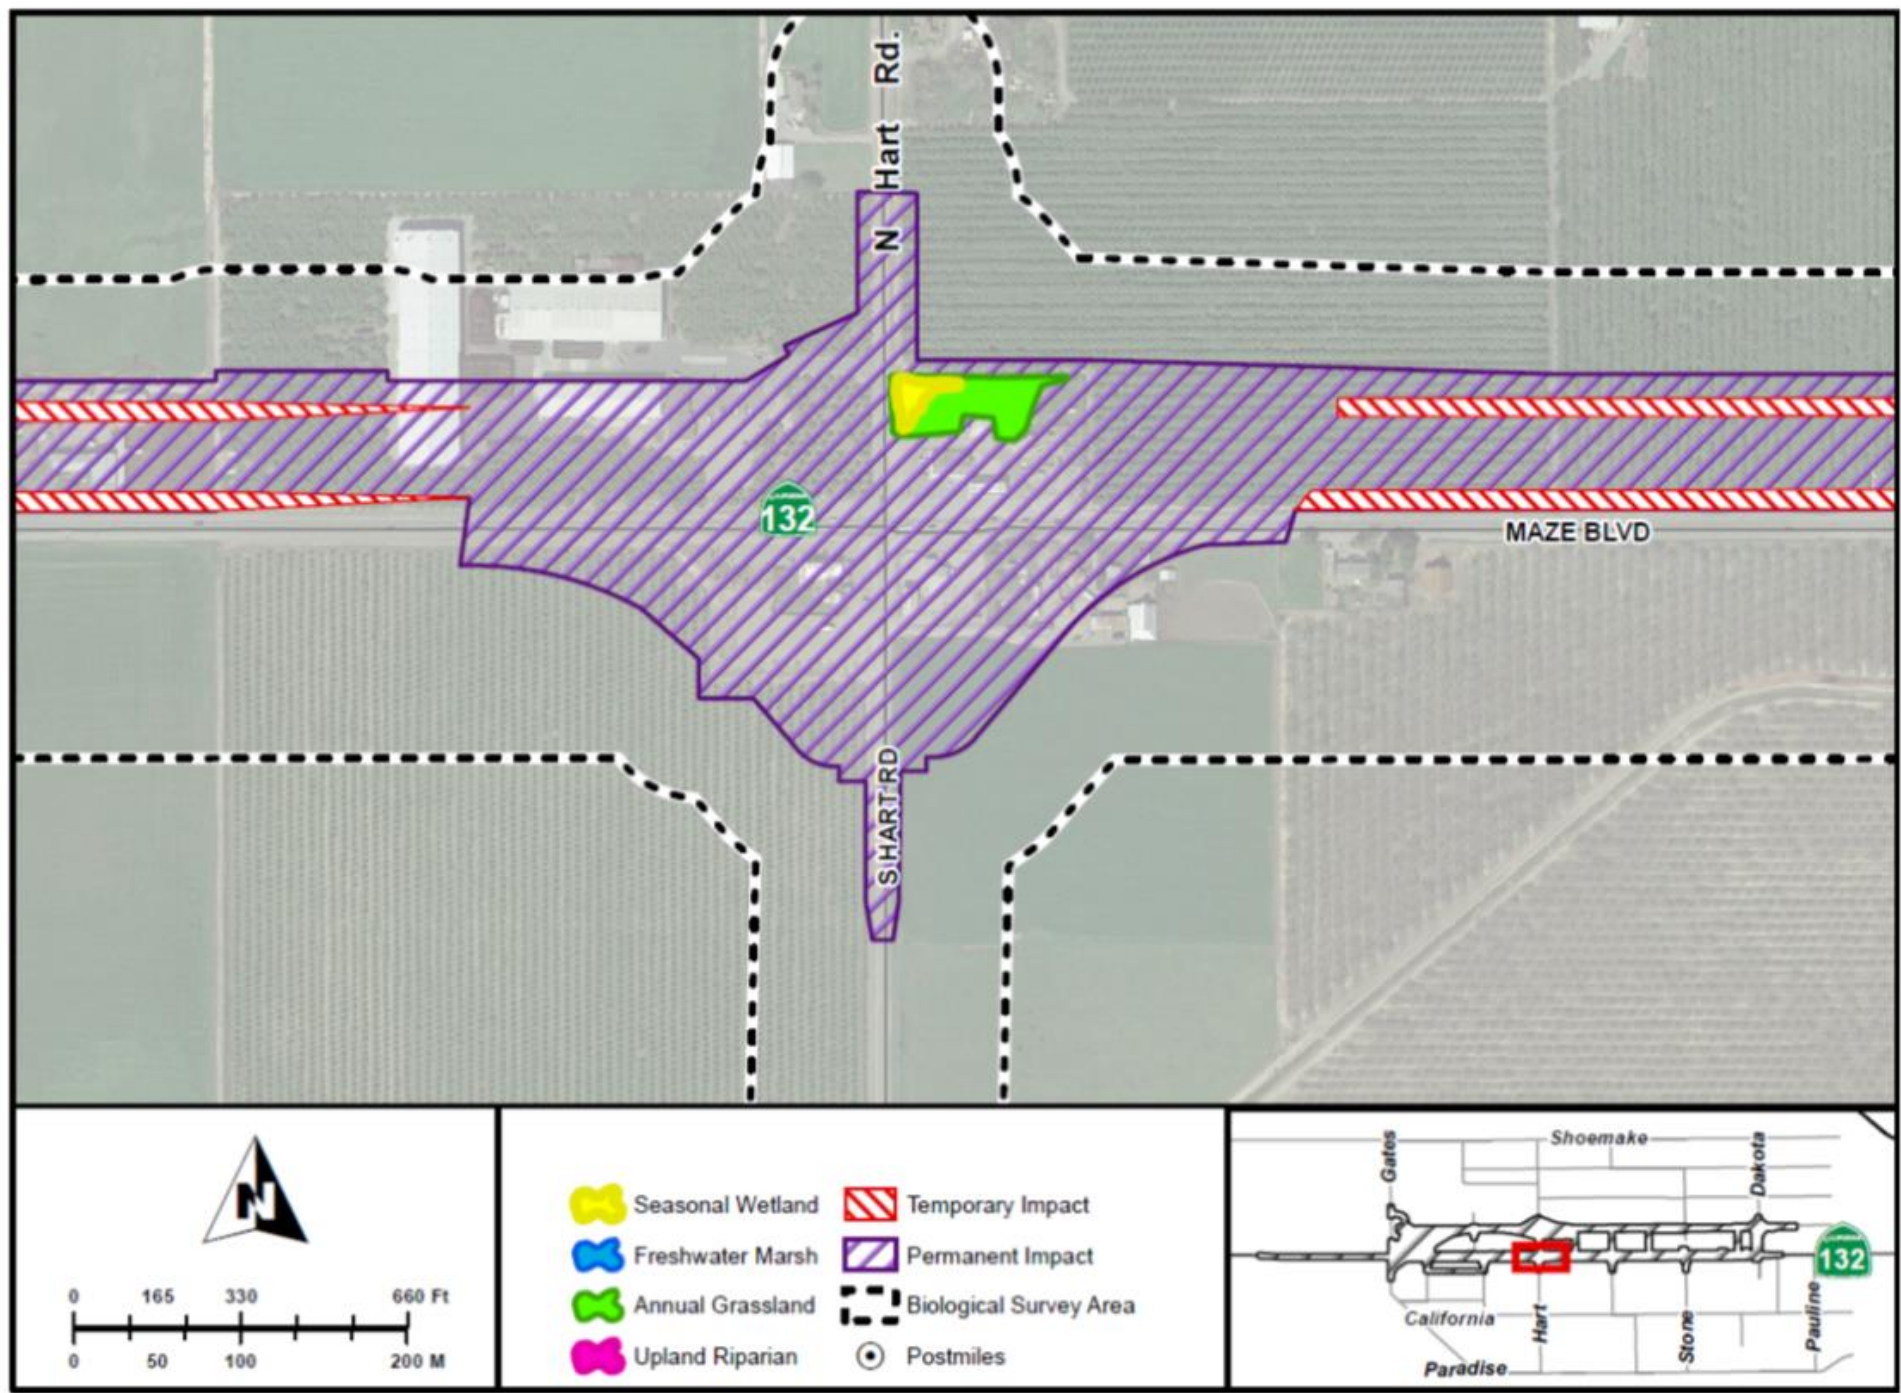 N Hart Rd.
132
MAZE BLVD
S HART RD
N
0 165 330 660 Ft
0 50 100 200 M
Seasonal Wetland
Freshwater Marsh
Annual Grassland
Upland Riparian
Temporary Impact
Permanent Impact
Biological Survey Area
Postmiles
Gates
Shoemake
Dakota
132
California
Hart
Stone
Pauline
Paradise